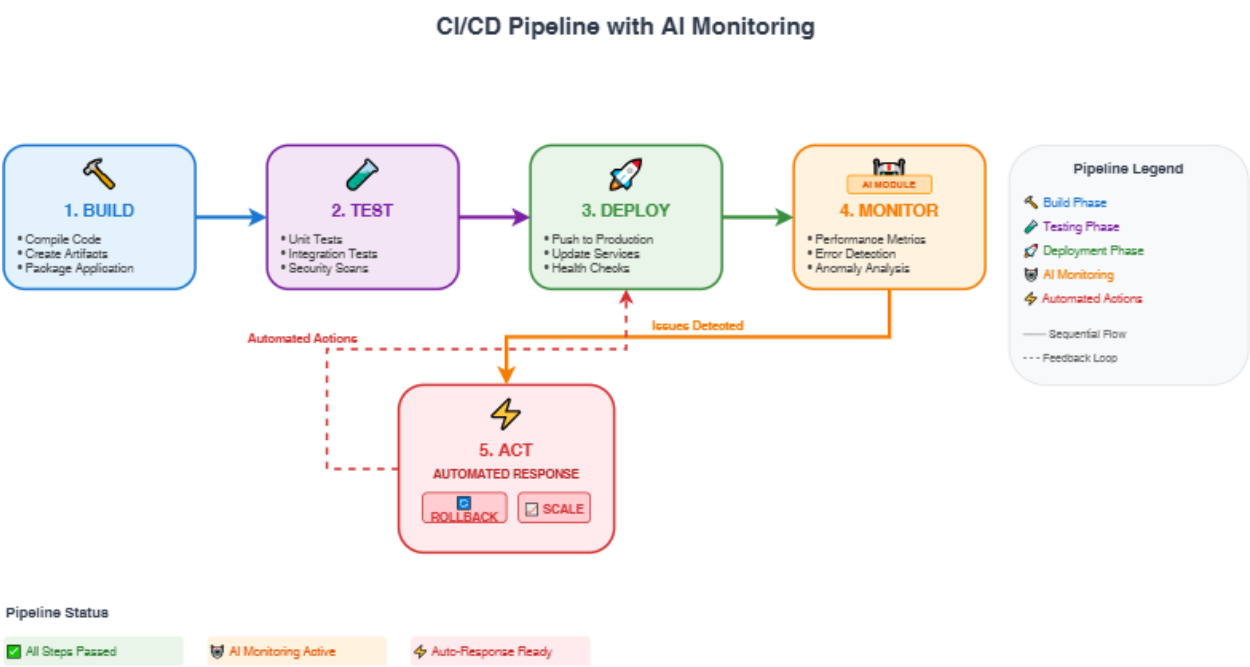 CI/CD Pipeline with AI Monitoring
1. BUILD
• Compile Code
• Create Artifacts
• Package Application
2. TEST
• Unit Tests
• Integration Tests
• Security Scans
3. DEPLOY
• Push to Production
• Update Services
• Health Checks
AI MODULE
4. MONITOR
• Performance Metrics
• Error Detection
• Anomaly Analysis
Pipeline Legend
Build Phase
Testing Phase
Deployment Phase
AI Monitoring
Automated Actions
Sequential Flow
Feedback Loop
Issues Detected
Automated Actions
5. ACT
AUTOMATED RESPONSE
ROLLBACK
SCALE
Pipeline Status
All Steps Passed
AI Monitoring Active
Auto-Response Ready